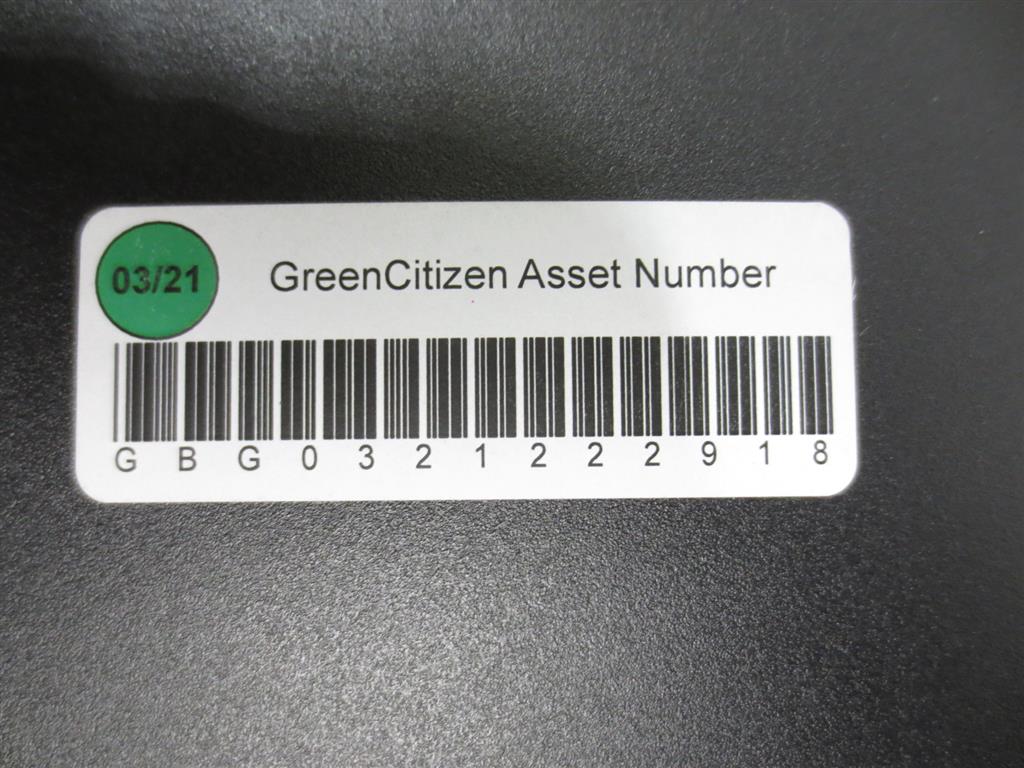 03/21
GreenCitizen Asset Number
G B G 0 3 2 1 2 2 2 9 1 8